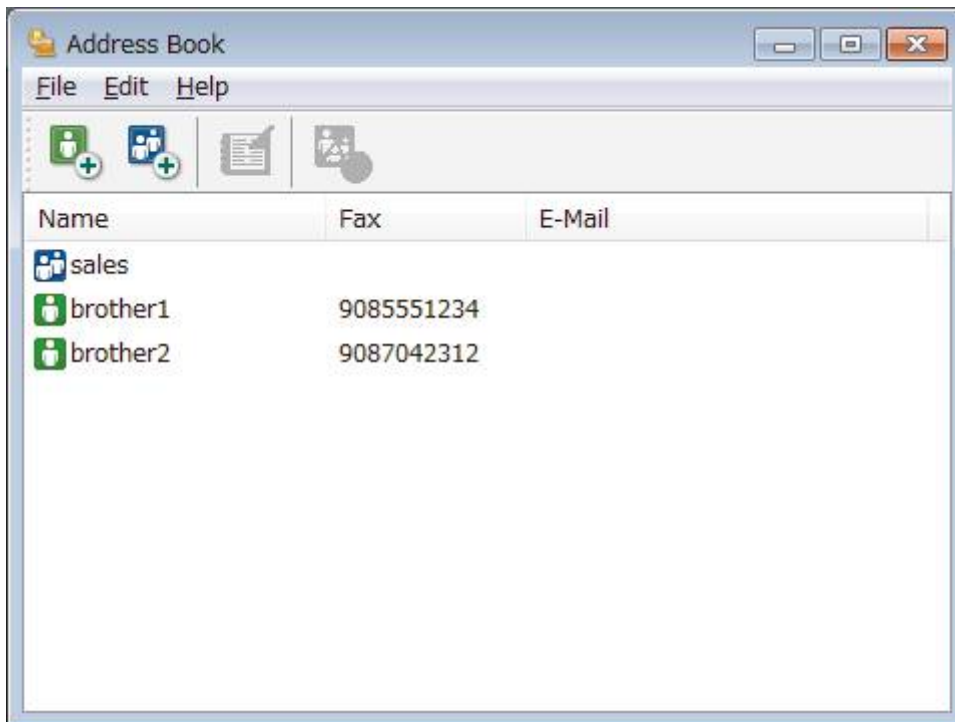 Address Book
File Edit Help
Name Fax E-Mail
sales
brother1 9085551234
brother2 9087042312